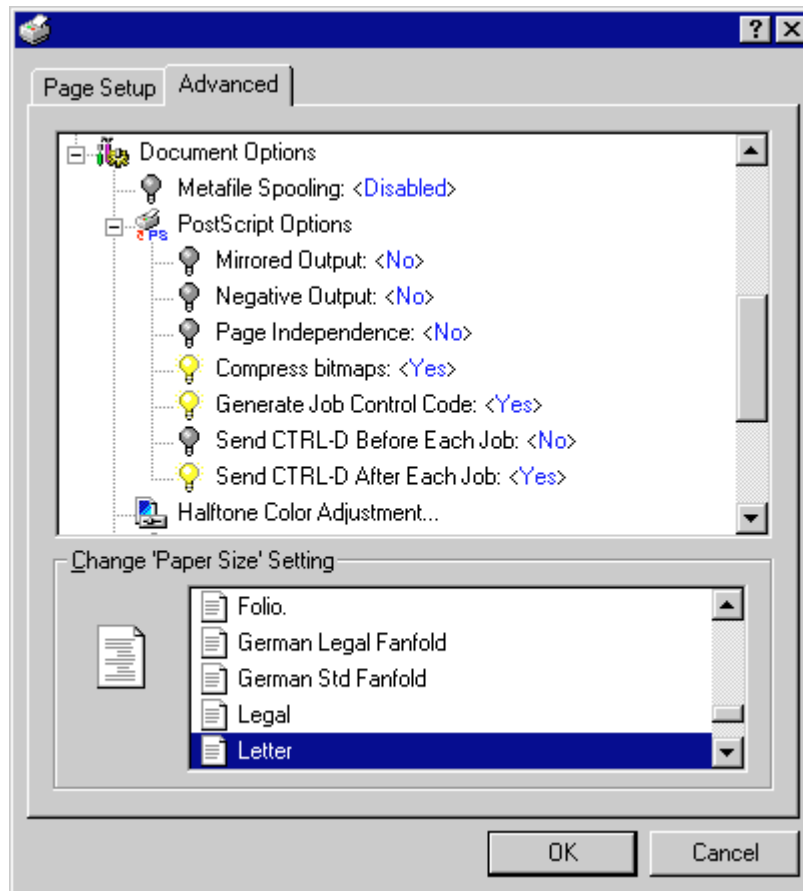 Page Setup
Advanced
Document Options
Metafile Spooling: <Disabled>
PS
PostScript Options
Mirrored Output: <No>
Negative Output: <No>
Page Independence: <No>
Compress bitmaps: <Yes>
Generate Job Control Code: <Yes>
Send CTRL-D Before Each Job: <No>
Send CTRL-D After Each Job: <Yes>
Halftone Color Adjustment...
Change 'Paper Size' Setting
Folio.
German Legal Fanfold
German Std Fanfold
Legal
Letter
OK
Cancel